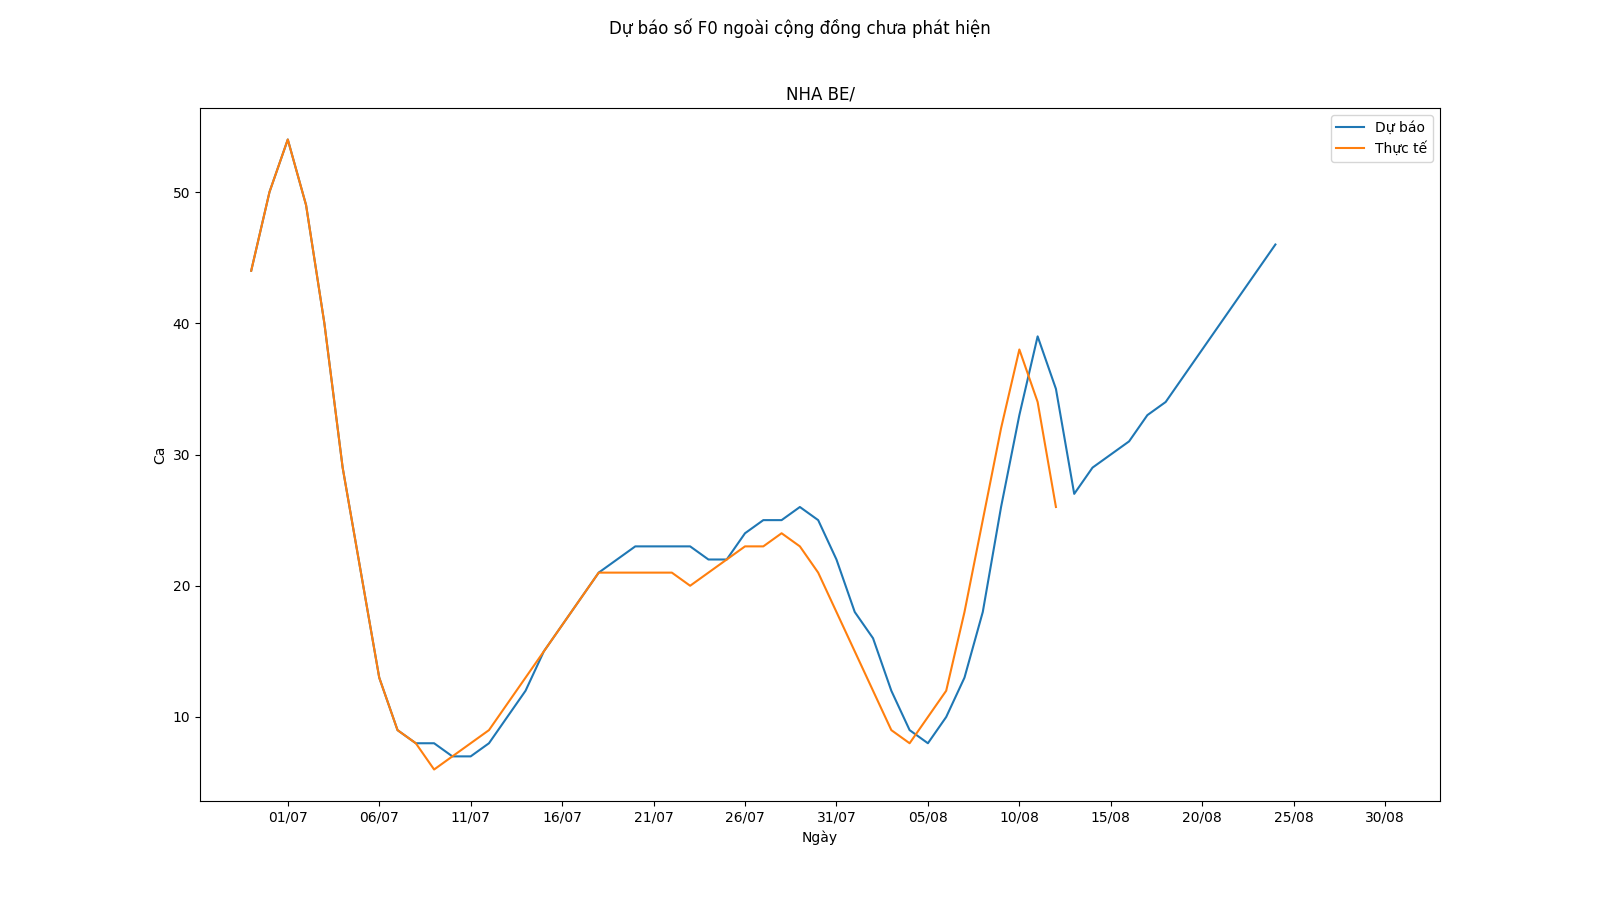 Dự báo số F0 ngoài cộng đồng chưa phát hiện
NHA BE/
Dự báo
Thực tế
50
40
30
20
10
Ca
01/07 06/07 11/07 16/07 21/07 26/07 31/07 05/08 10/08 15/08 20/08 25/08 30/08
Ngày